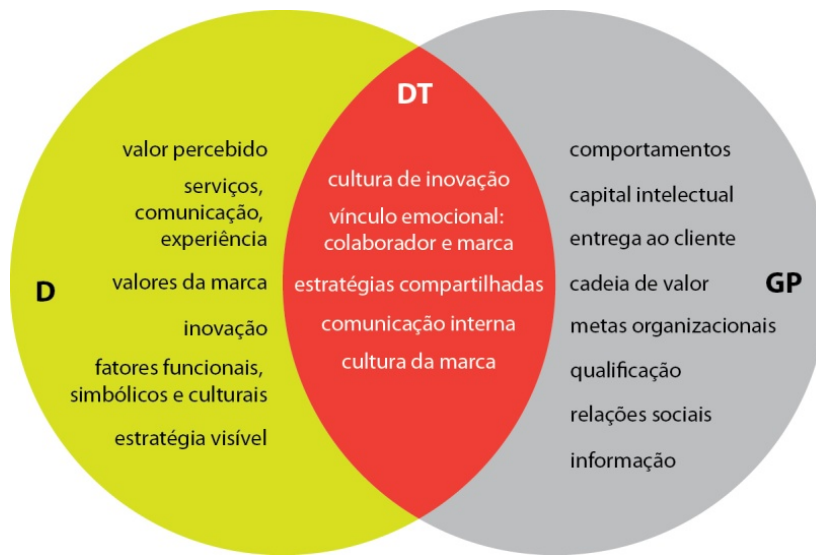 D
valor percebido
serviços,
comunicação,
experiência
valores da marca
inovação
fatores funcionais,
simbólicos e culturais
estratégia visível
DT
cultura de inovação
vínculo emocional:
colaborador e marca
estratégias compartilhadas
comunicação interna
cultura da marca
GP
comportamentos
capital intelectual
entrega ao cliente
cadeia de valor
metas organizacionais
qualificação
relações sociais
informação